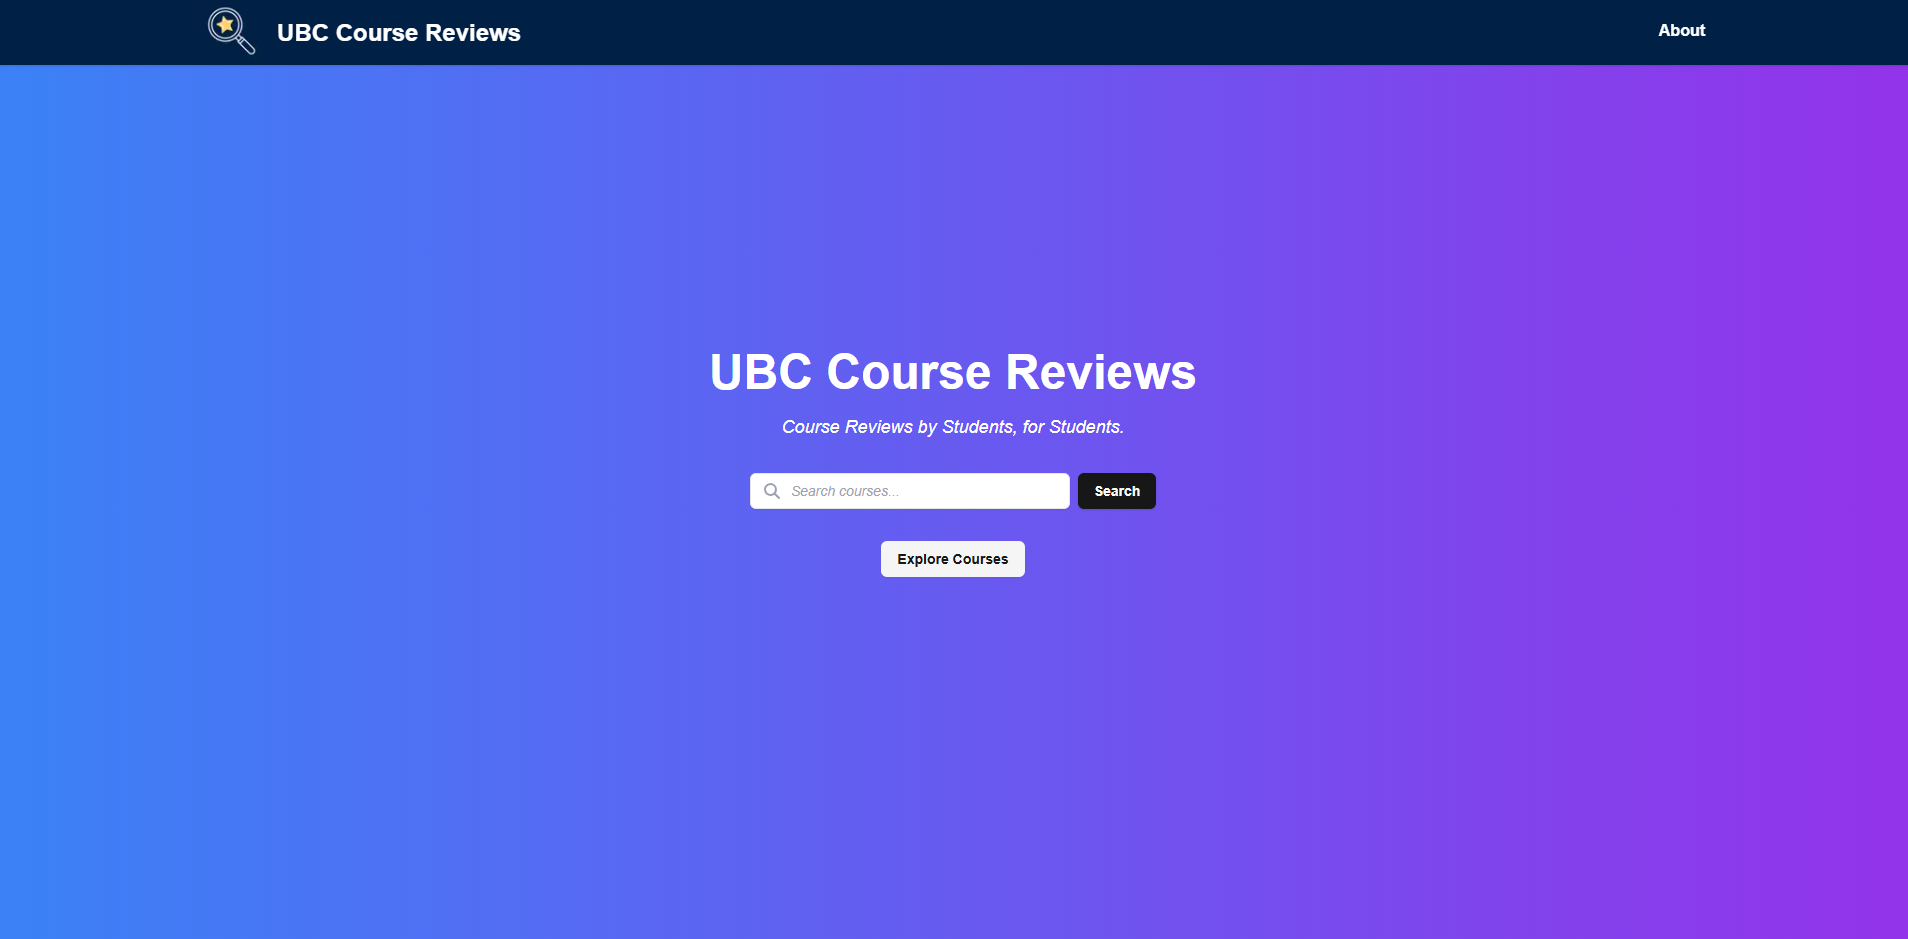 UBC Course Reviews
About
UBC Course Reviews
Course Reviews by Students, for Students.
Search courses...
Search
Explore Courses